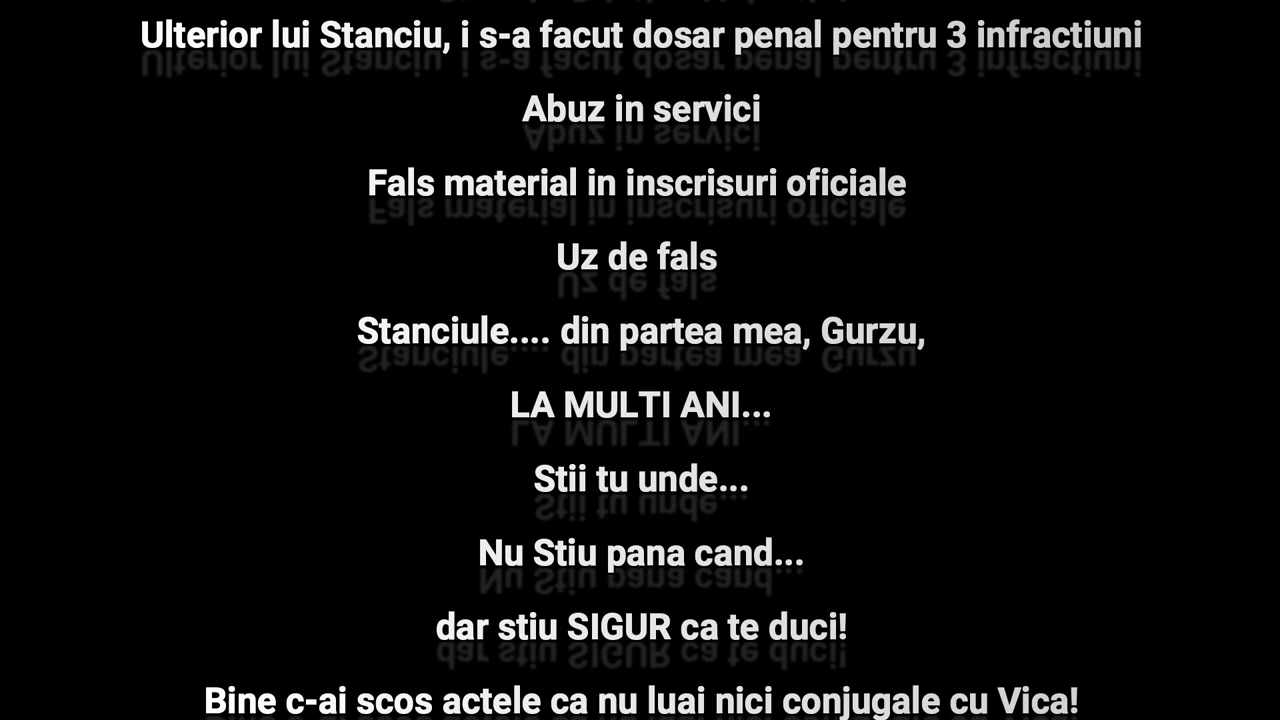 Ulterior lui Stanciu, i s-a facut dosar penal pentru 3 infractiuni
Abuz in servici
Fals material in inscrisuri oficiale
Uz de fals
Stanciule.... din partea mea, Gurzu,
LA MULTI ANI...
Stii tu unde...
Nu Stiu pana cand...
dar stiu SIGUR ca te duci!
Bine c-ai scos actele ca nu luai nici conjugale cu Vica!